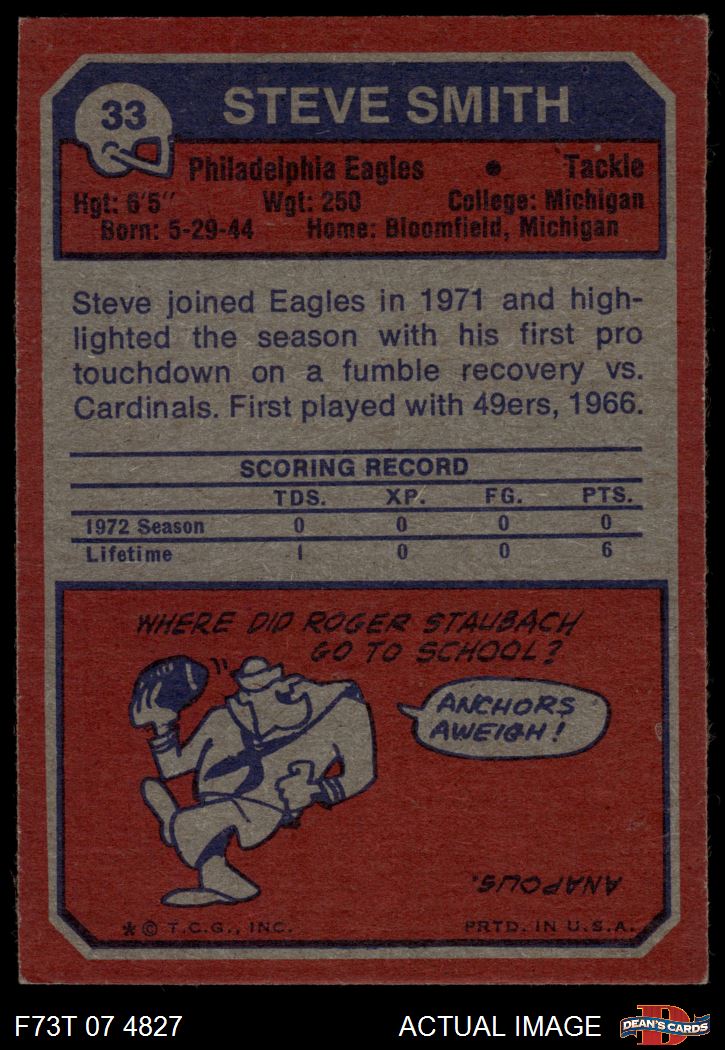 33
STEVE SMITH
Philadelphia Eagles • Tackle
Hgt: 6'5" Wgt: 250 College: Michigan
Born: 5-29-44 Home: Bloomfield, Michigan
Steve joined Eagles in 1971 and high-
lighted the season with his first pro
touchdown on a fumble recovery vs.
Cardinals. First played with 49ers, 1966.
SCORING RECORD
TDS. XP. FG. PTS.
1972 Season 0 0 0 0
Lifetime 1 0 0 6
WHERE DID ROGER STAUBACH
GO TO SCHOOL?
ANCHORS
AWEIGH!
ANAPOLIS.
* © T.C.G., INC. PRTD. IN U.S.A.
F73T 07 4827 ACTUAL IMAGE D DEAN'S CARDS